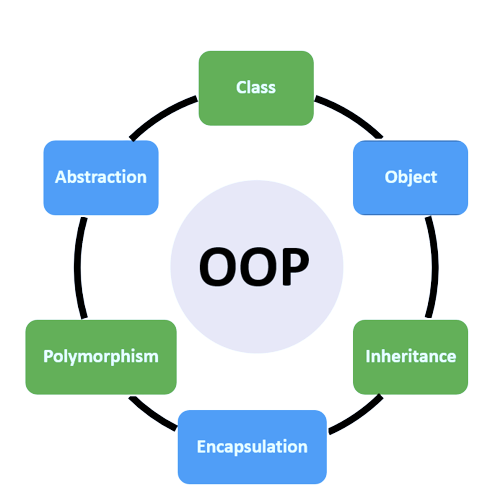 Class
Abstraction
Object
OOP
Polymorphism
Inheritance
Encapsulation